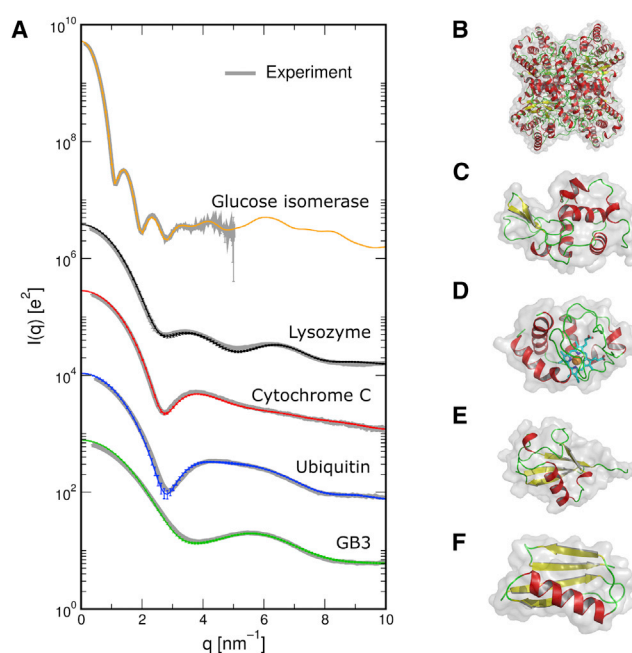 A
B
C
D
E
F
10^10
10^8
10^6
10^4
10^2
10^0
I(q) [e^2]
Experiment
Glucose isomerase
Lysozyme
Cytochrome C
Ubiquitin
GB3
0 2 4 6 8 10
q [nm^-1]